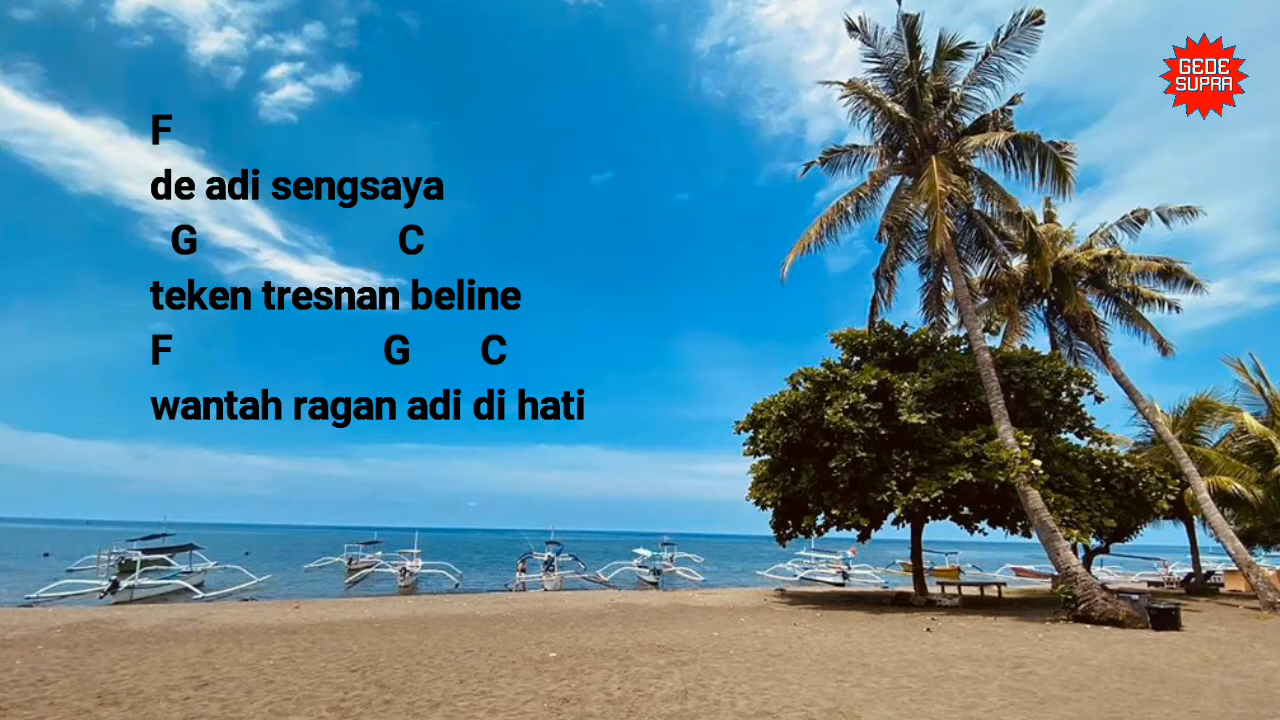 F
de adi sengsaya
G C
teken tresnan beline
F G C
wantah ragan adi di hati
GEDE
SUPRA